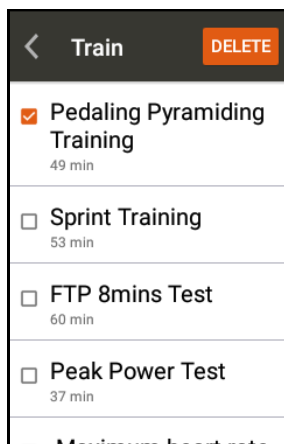 Train
DELETE
Pedaling Pyramiding
Training
49 min
Sprint Training
53 min
FTP 8mins Test
60 min
Peak Power Test
37 min
Maximum heart rate